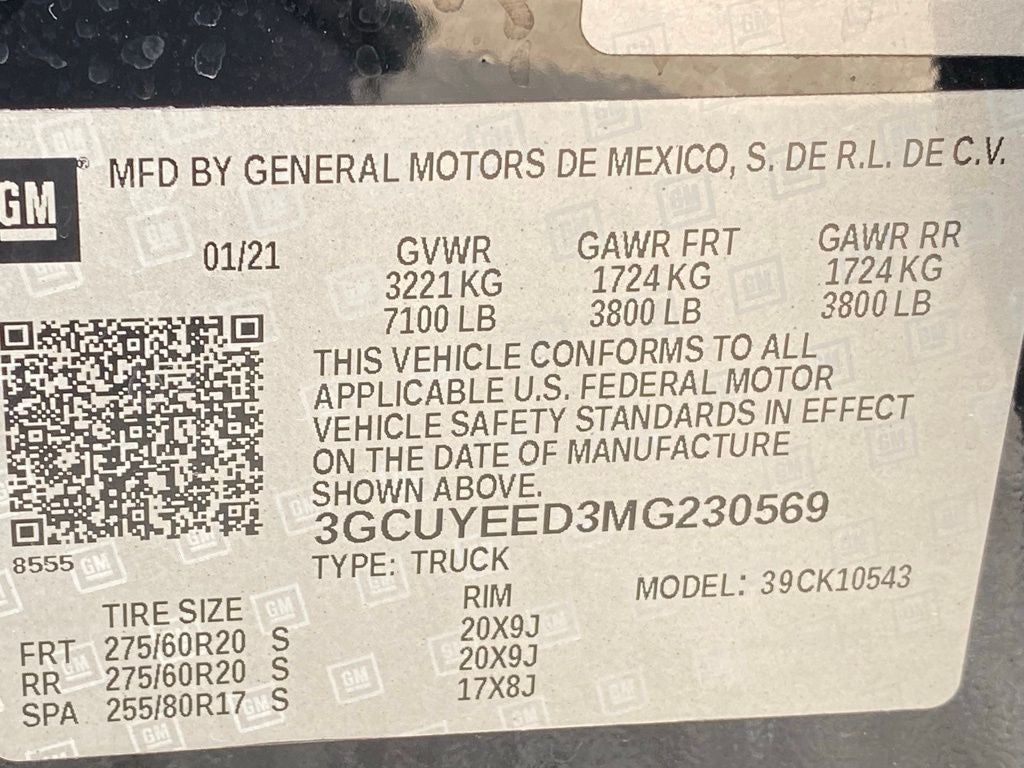 GM ® MFD BY GENERAL MOTORS DE MEXICO, S. DE R.L. DE C.V.
01/21 GVWR GAWR FRT GAWR RR
3221 KG 1724 KG 1724 KG
7100 LB 3800 LB 3800 LB
THIS VEHICLE CONFORMS TO ALL
APPLICABLE U.S. FEDERAL MOTOR
VEHICLE SAFETY STANDARDS IN EFFECT
ON THE DATE OF MANUFACTURE
SHOWN ABOVE.
3GCUYEED3MG230569
8555 TYPE: TRUCK MODEL: 39CK10543
TIRE SIZE RIM
FRT 275/60R20 S 20X9J
RR 275/60R20 S 20X9J
SPA 255/80R17 S 17X8J